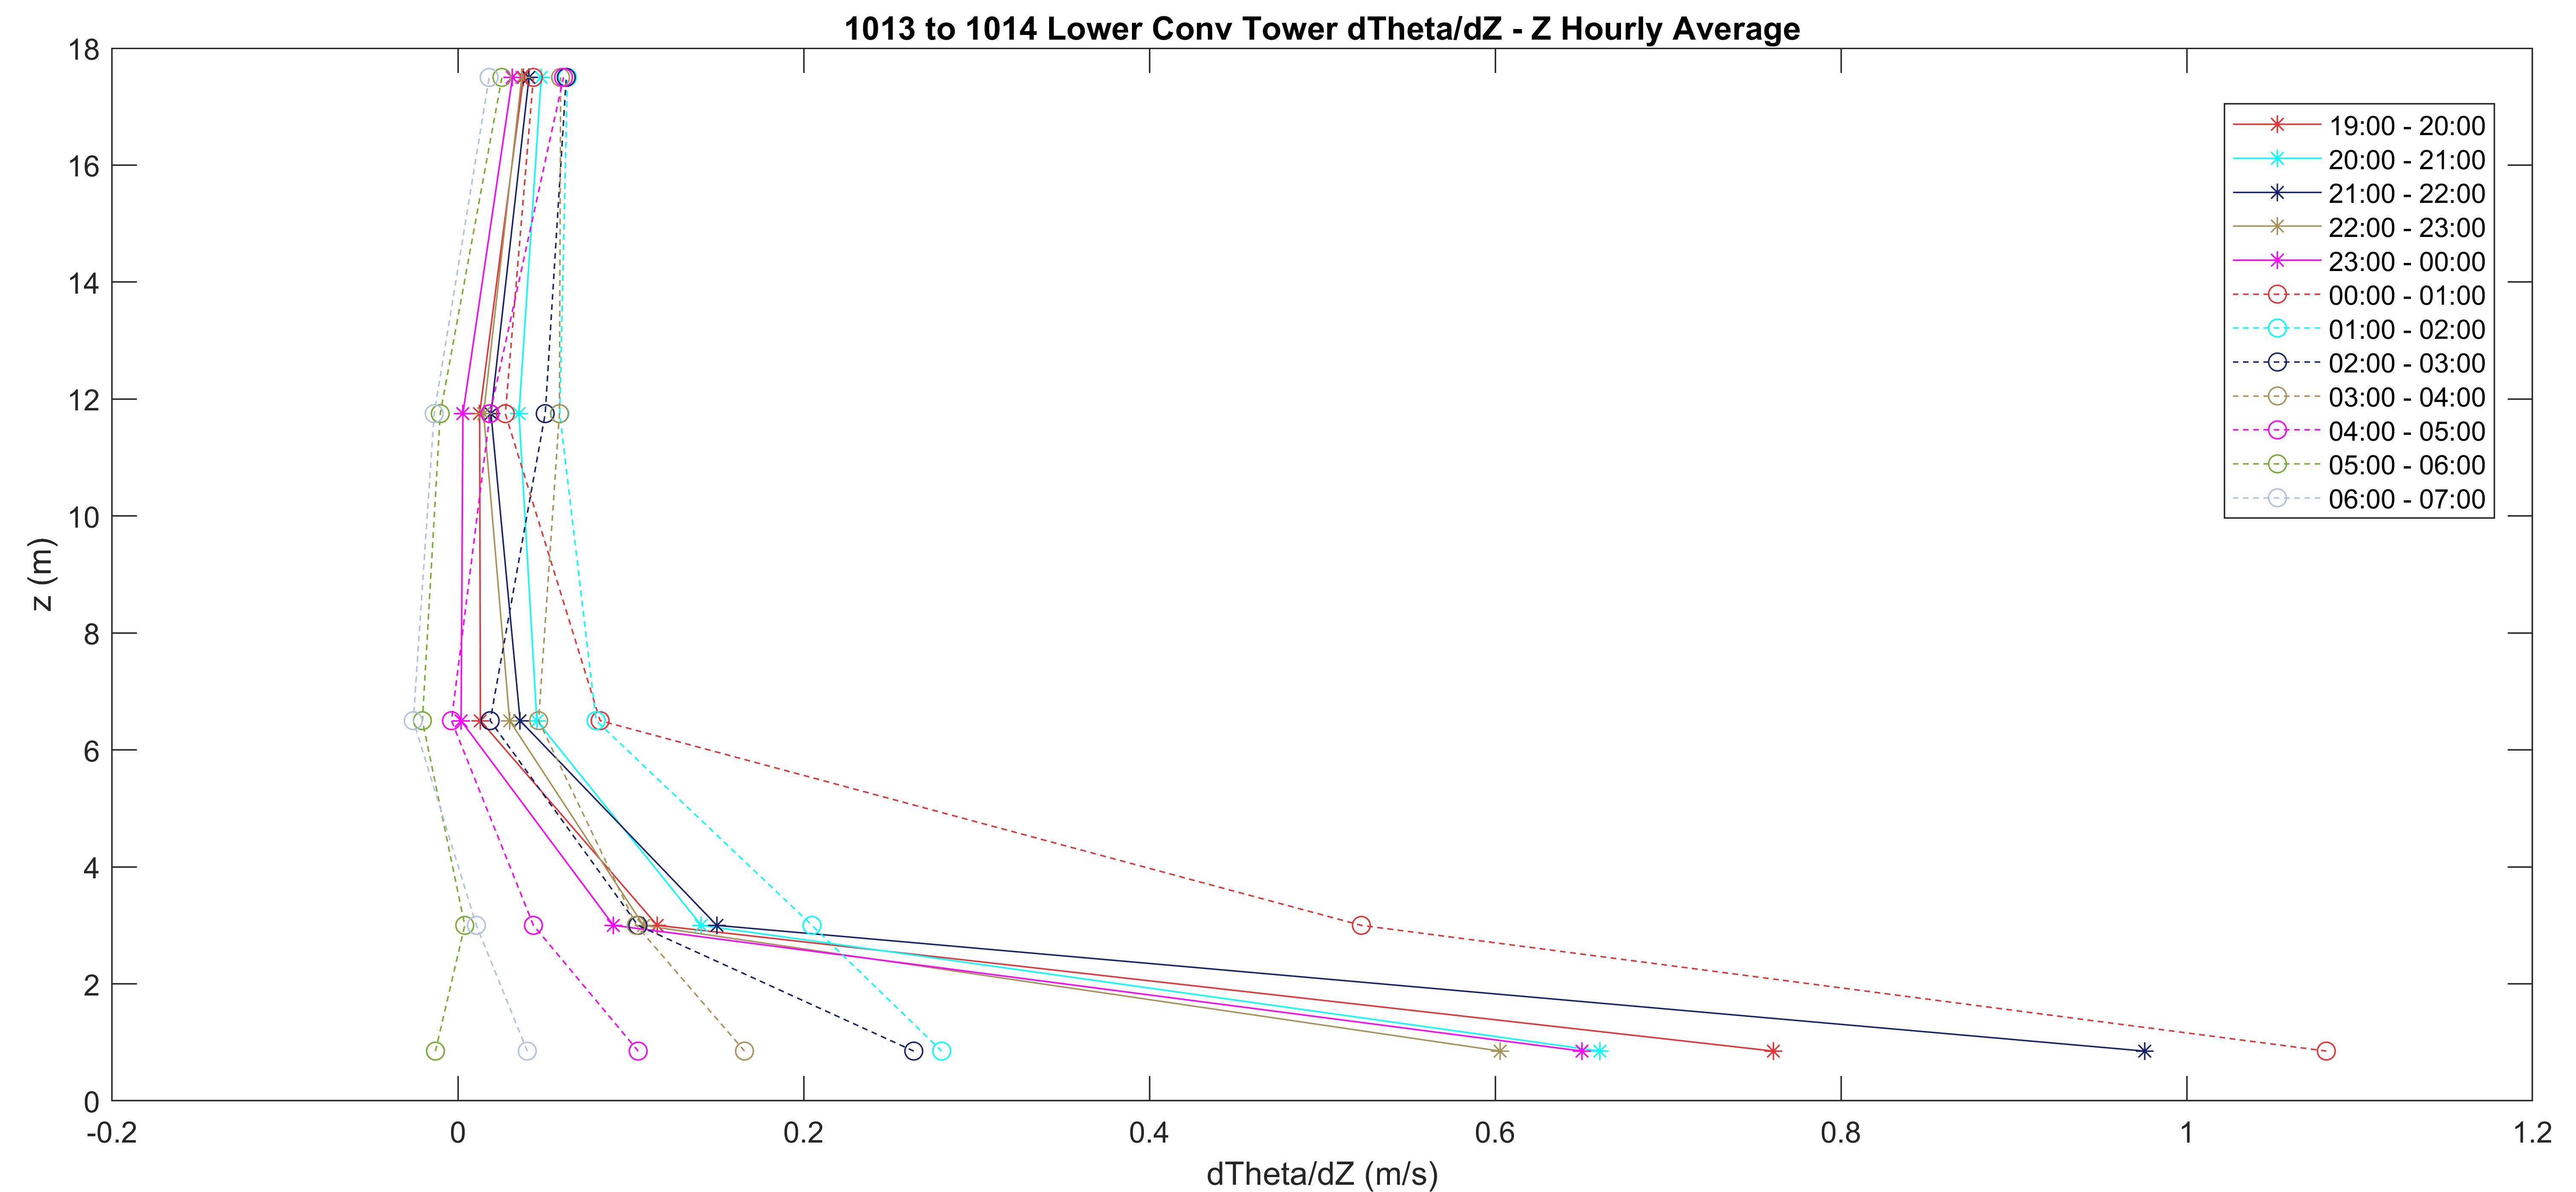 1013 to 1014 Lower Conv Tower dTheta/dZ - Z Hourly Average
18
16
14
12
10
8
6
4
2
0
z (m)
-0.2
0
0.2
0.4
0.6
0.8
1
1.2
dTheta/dZ (m/s)
19:00 - 20:00
20:00 - 21:00
21:00 - 22:00
22:00 - 23:00
23:00 - 00:00
00:00 - 01:00
01:00 - 02:00
02:00 - 03:00
03:00 - 04:00
04:00 - 05:00
05:00 - 06:00
06:00 - 07:00